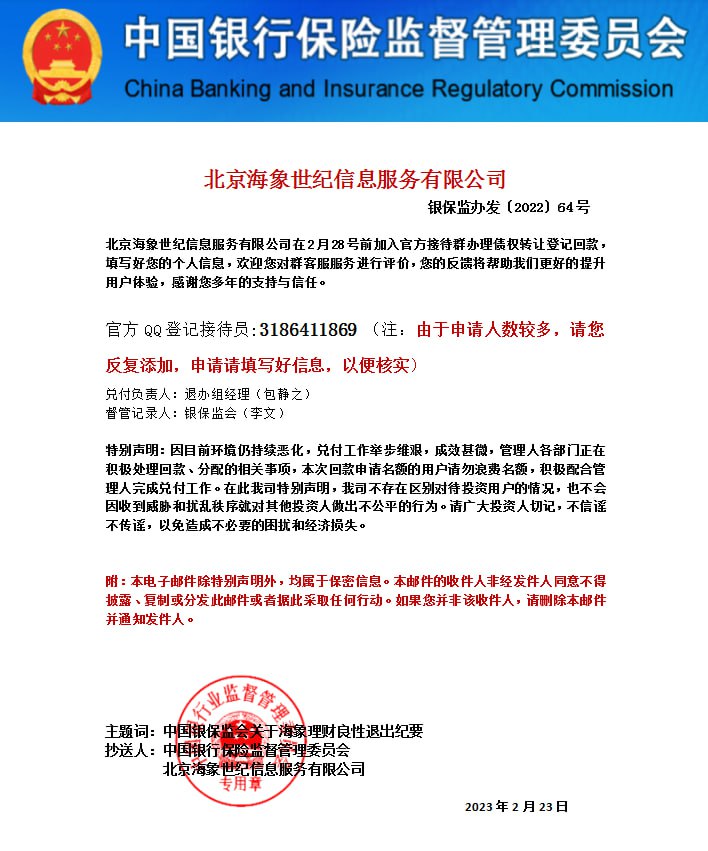 中国银行保险监督管理委员会
China Banking and Insurance Regulatory Commission
北京海象世纪信息服务有限公司
银保监办发〔2022〕64号
北京海象世纪信息服务有限公司在2月28号前加入官方接待群办理债权转让登记回款，
填写好您的个人信息，欢迎您对群客服服务进行评价，您的反馈将帮助我们更好的提升
用户体验，感谢您多年的支持与信任。
官方QQ登记接待员:3186411869（注：由于申请人数较多，请您
反复添加，申请请填写好信息，以便核实）
兑付负责人：退办组经理（包静之）
督管记录人：银保监会（李文）
特别声明：因目前环境仍持续恶化，兑付工作举步维艰，成效甚微，管理人各部门正在
积极处理回款、分配的相关事项，本次回款申请名额的用户请勿浪费名额，积极配合管
理人完成兑付工作。在此我司特别声明，我司不存在区别对待投资用户的情况，也不会
因收到威胁和扰乱秩序就对其他投资人做出不公平的行为。请广大投资人切记，不信谣
不传谣，以免造成不必要的困扰和经济损失。
附：本电子邮件除特别声明外，均属于保密信息。本邮件的收件人非经发件人同意不得
披露、复制或分发此邮件或者据此采取任何行动。如果您并非该收件人，请删除本邮件
并通知发件人。
主题词：中国银保监会关于海象理财良性退出纪要
抄送人：中国银行保险监督管理委员会
北京海象世纪信息服务有限公司
专用章
2023年2月23日